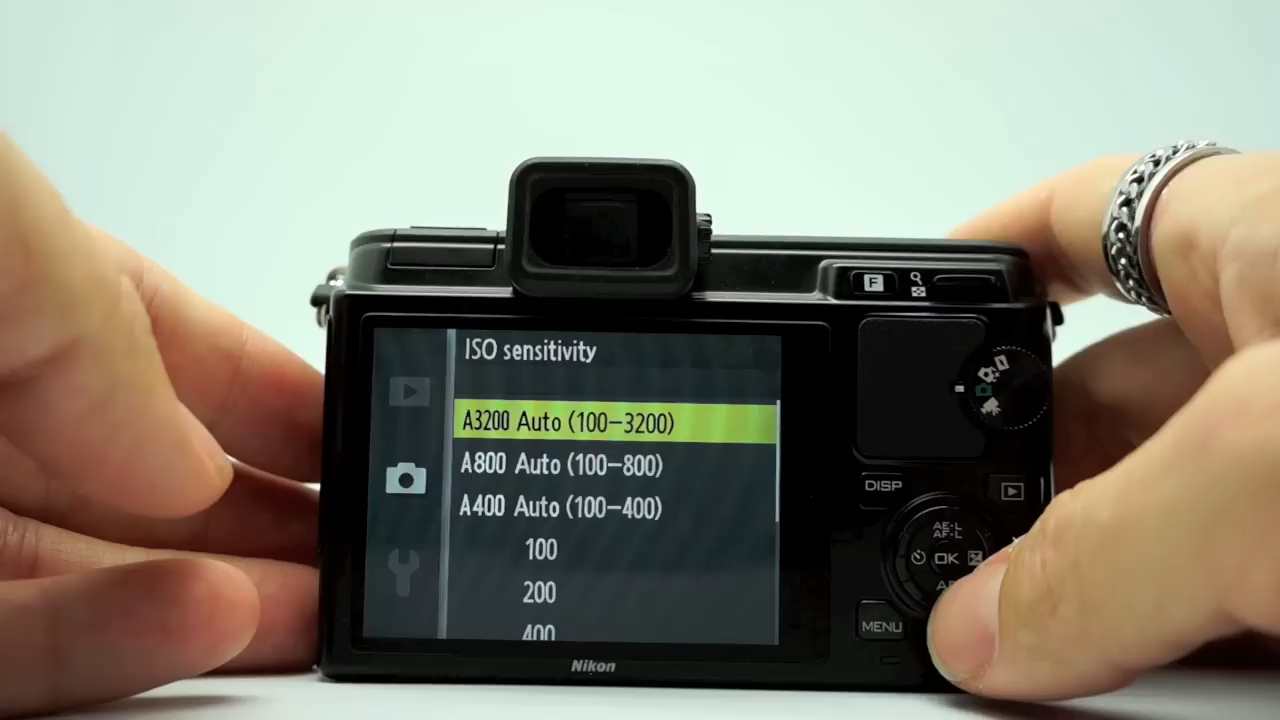 F
ISO sensitivity
A3200 Auto (100-3200)
A800 Auto (100-800)
A400 Auto (100-400)
100
200
400
DISP
AE-L
AF-L
OK
MENU
Nikon